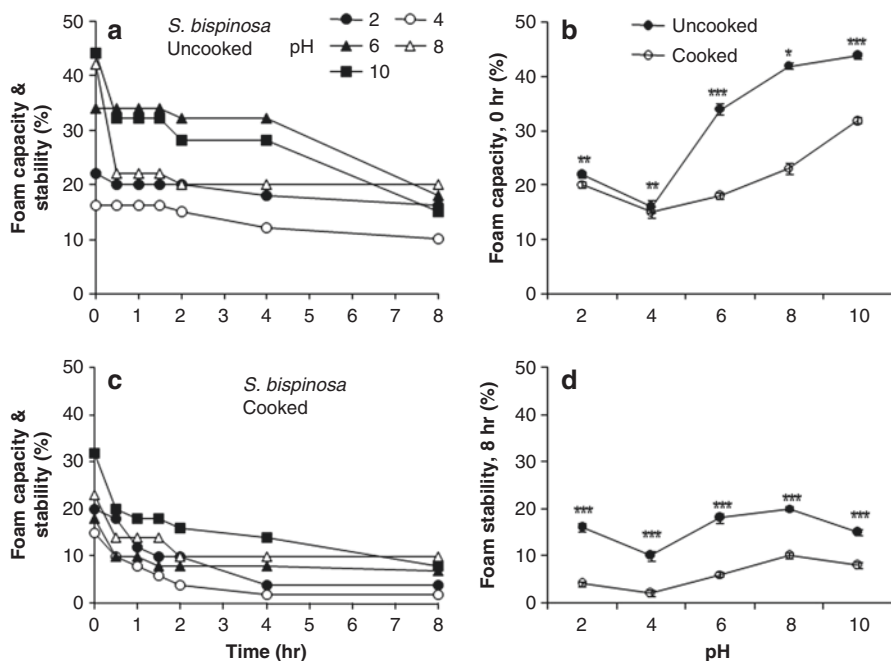 a
S. bispinosa
Uncooked
pH
2
4
6
8
10
Foam capacity &
stability (%)
50
40
30
20
10
0
0 1 2 3 4 5 6 7 8
b
Uncooked
Cooked
Foam capacity, 0 hr (%)
50
40
30
20
10
0
**
**
***
*
***
2 4 6 8 10
c
S. bispinosa
Cooked
Foam capacity &
stability (%)
50
40
30
20
10
0
0 1 2 3 4 5 6 7 8
Time (hr)
d
Foam stability, 8 hr (%)
50
40
30
20
10
0
***
***
***
***
***
2 4 6 8 10
pH